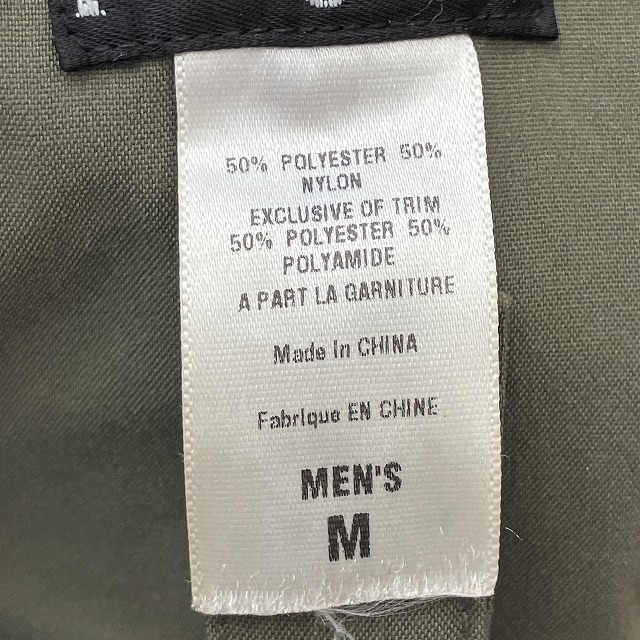 50% POLYESTER 50%
NYLON
EXCLUSIVE OF TRIM
50% POLYESTER 50%
POLYAMIDE
A PART LA GARNITURE
Made In CHINA
Fabrique EN CHINE
MEN'S
M